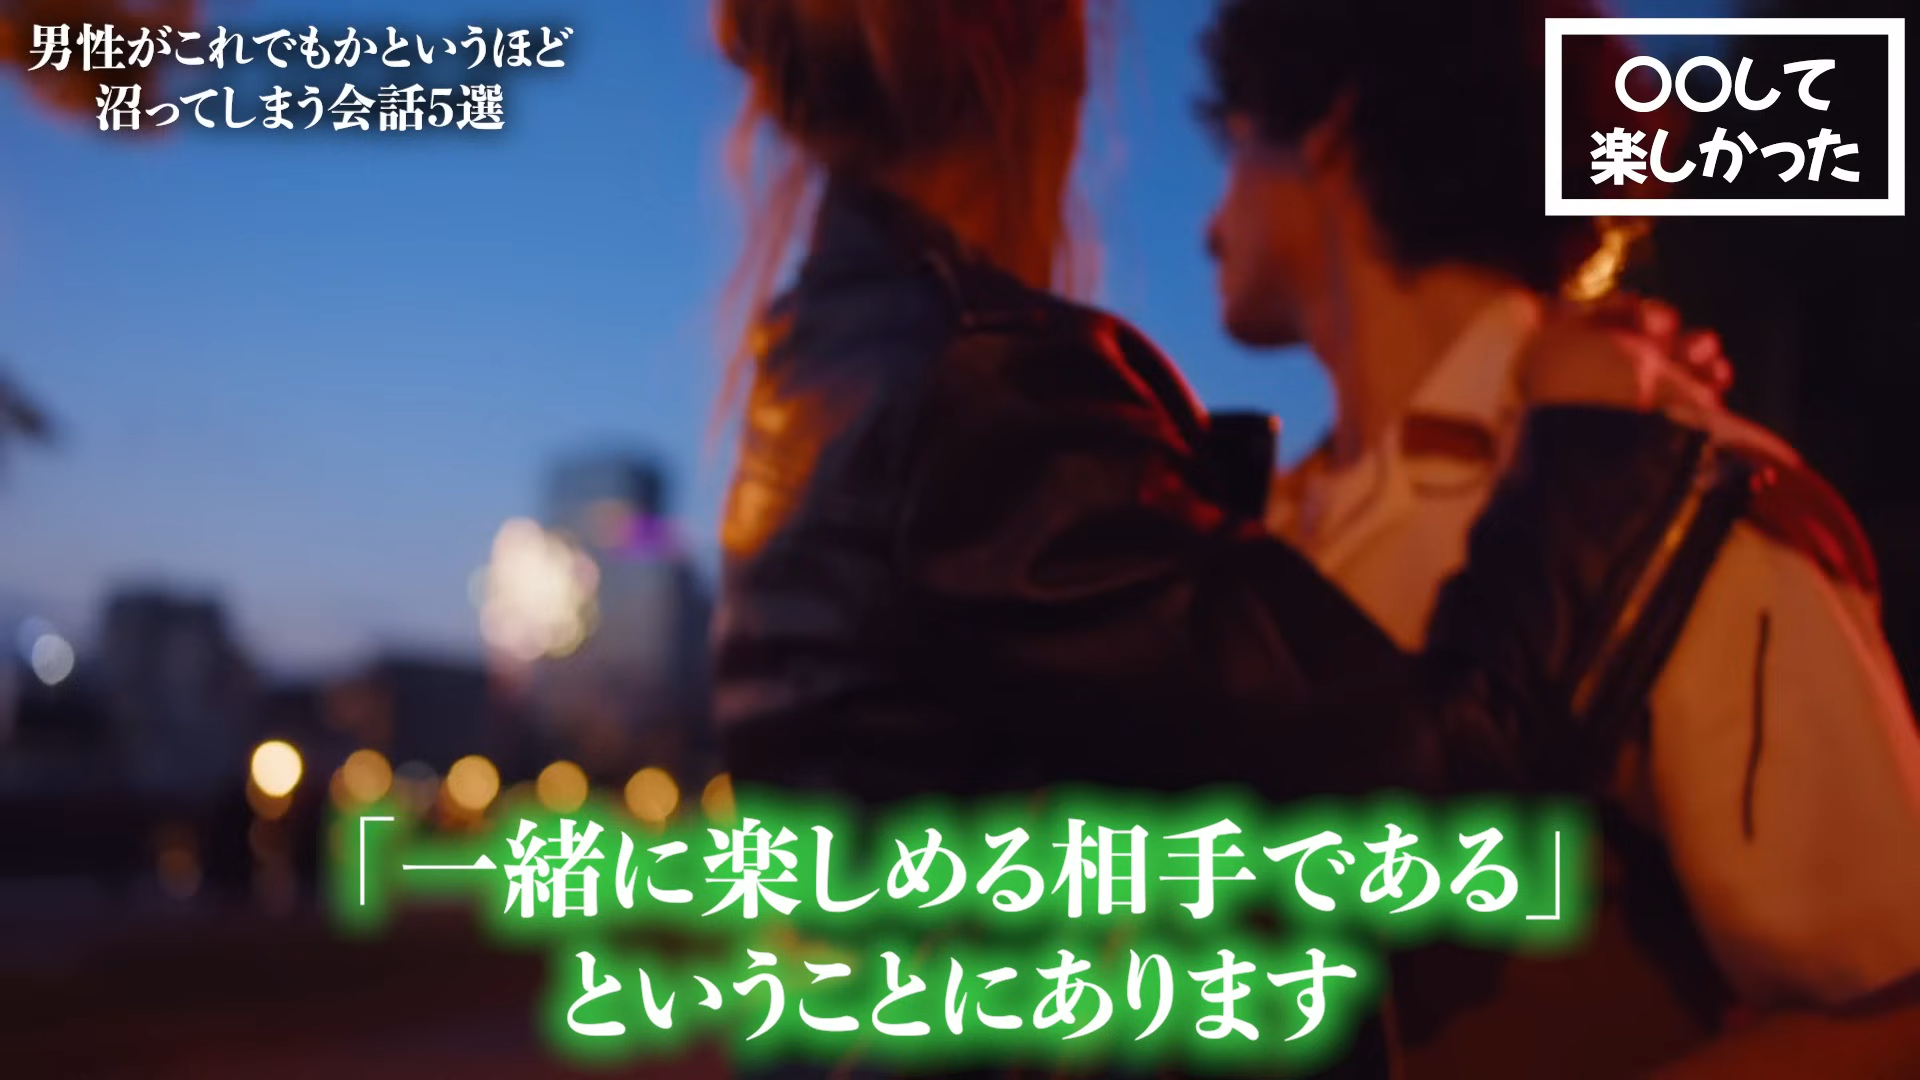 男性がこれでもかというほど
沼ってしまう会話5選
〇〇して
楽しかった
「一緒に楽しめる相手である」
ということにあります